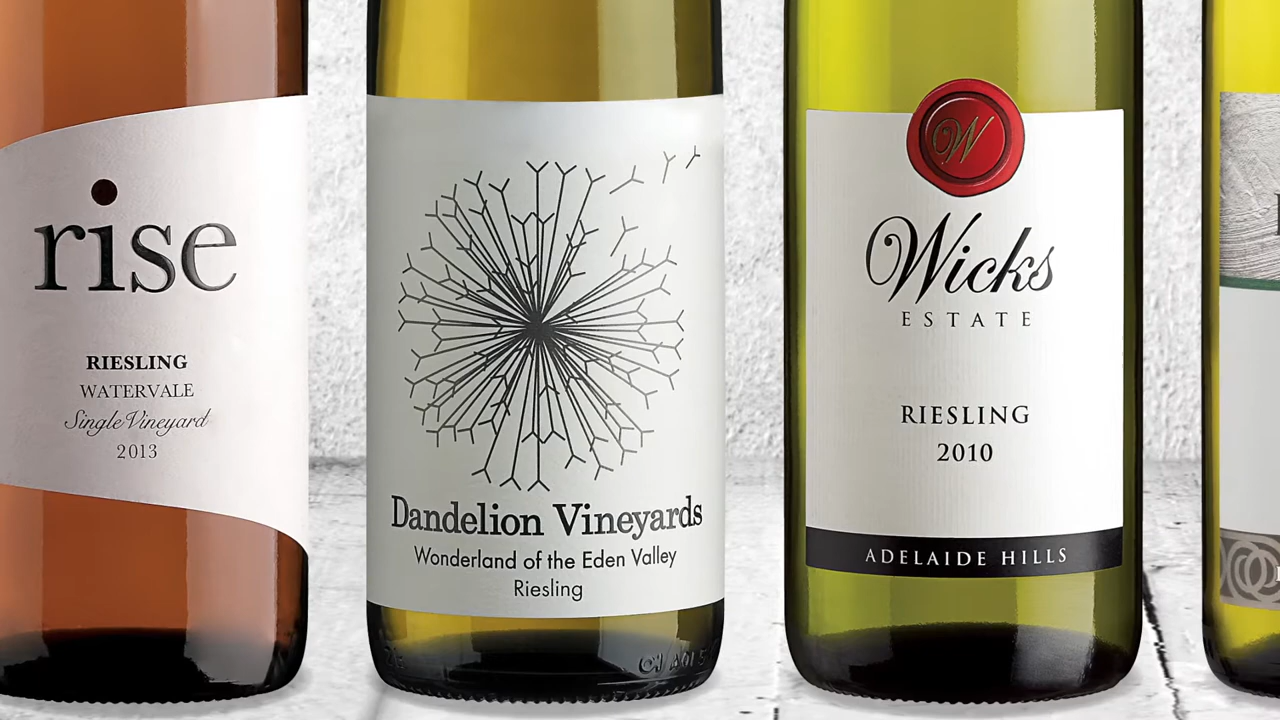 rise
RIESLING
WATERVALE
Single Vineyard
2013
Dandelion Vineyards
Wonderland of the Eden Valley
Riesling
W
Wicks
ESTATE
RIESLING
2010
ADELAIDE HILLS